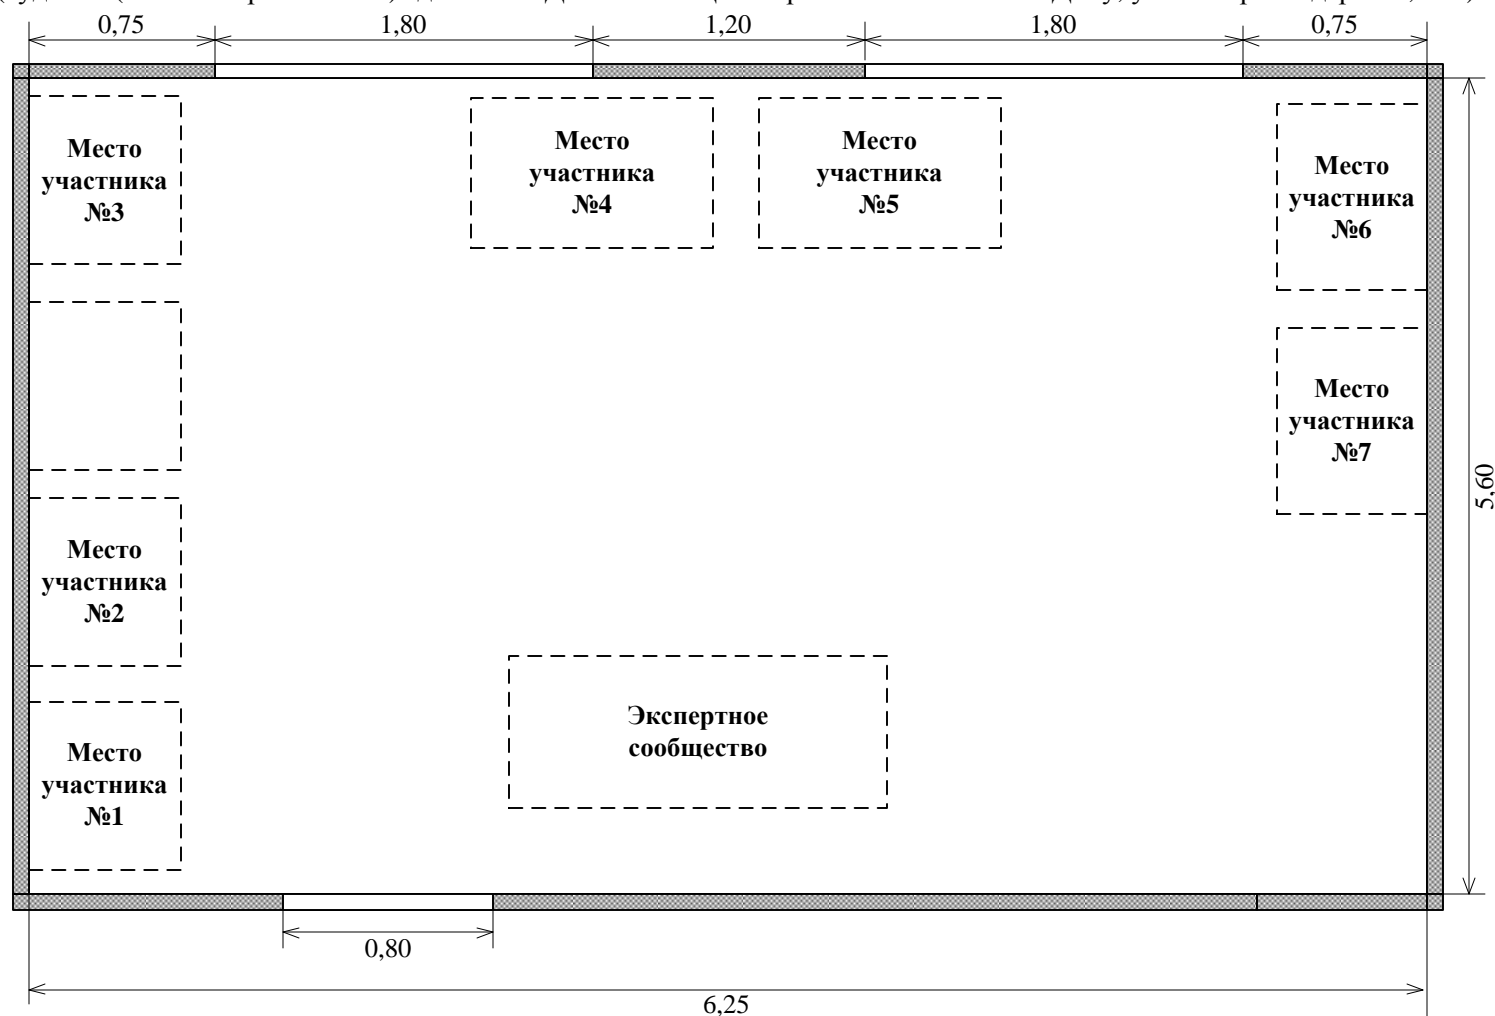 0,75 1,80 1,20 1,80 0,75
Место
участника
№3
Место
участника
№4
Место
участника
№5
Место
участника
№6
Место
участника
№7
5,60
Место
участника
№2
Экспертное
сообщество
Место
участника
№1
0,80
6,25